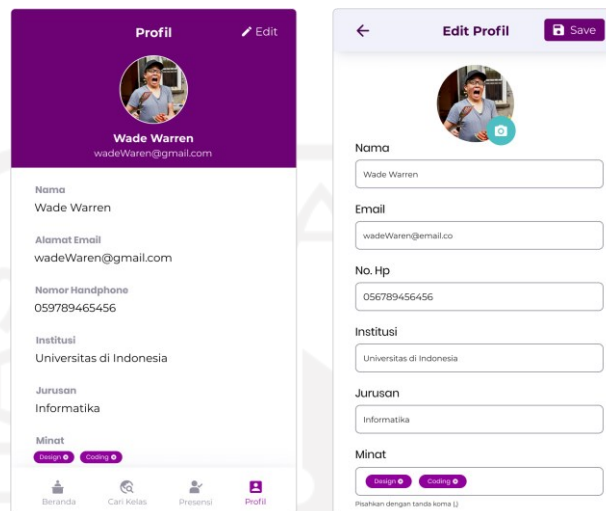 Profil
Edit
Wade Warren
wadeWaren@gmail.com
Nama
Wade Warren
Alamat Email
wadeWaren@gmail.com
Nomor Handphone
059789465456
Institusi
Universitas di Indonesia
Jurusan
Informatika
Minat
Design Coding
Beranda Cari Kelas Presensi Profil
Edit Profil
Save
Nama
Wade Warren
Email
wadeWaren@email.co
No. Hp
056789456456
Institusi
Universitas di Indonesia
Jurusan
Informatika
Minat
Design Coding
Pisahkan dengan tanda koma (,)